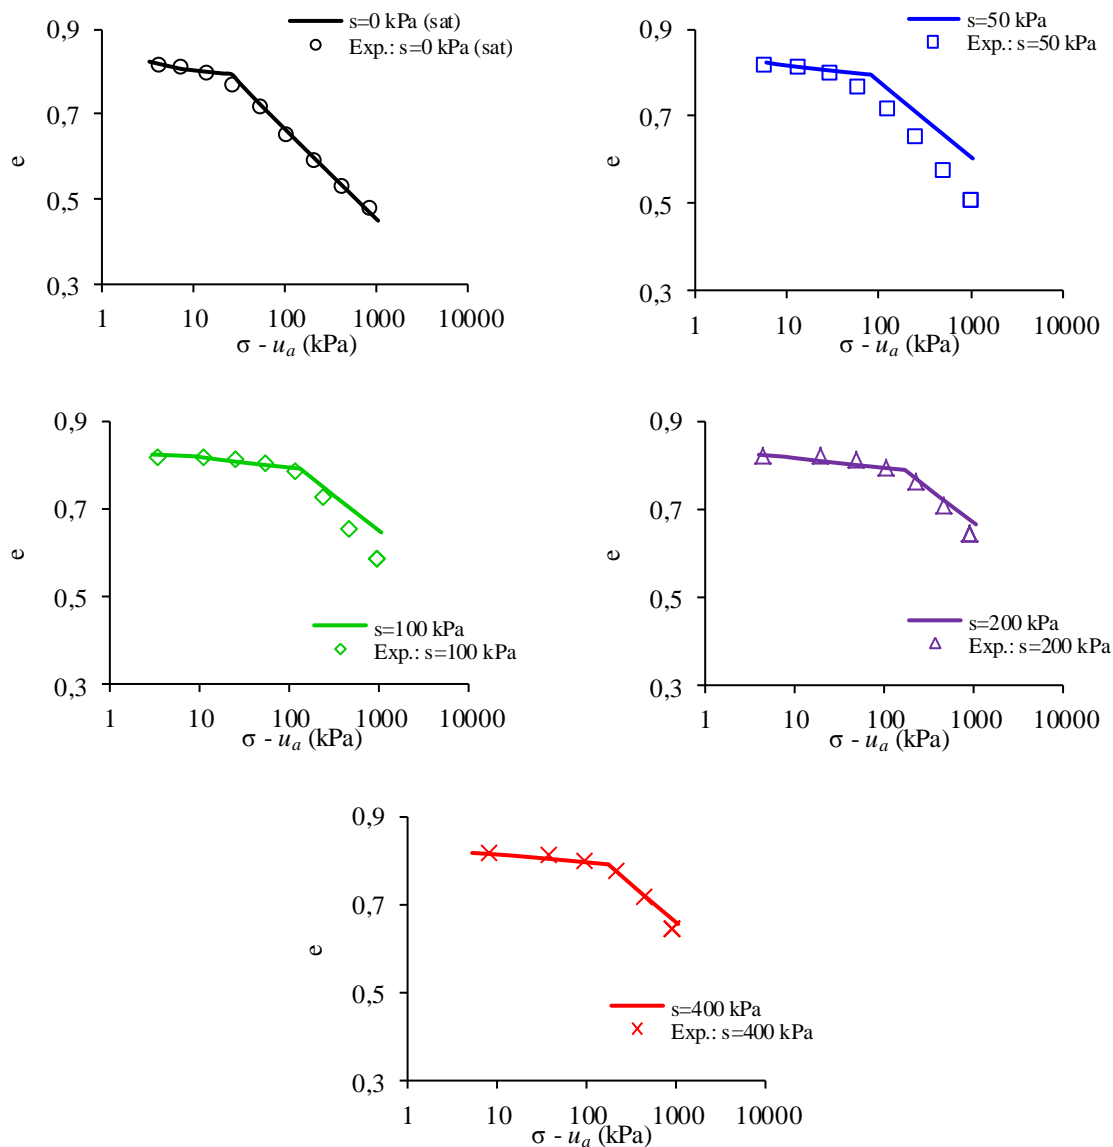 s=0 kPa (sat)
Exp.: s=0 kPa (sat)
0,9
0,7
0,5
0,3
e
1 10 100 1000 10000
σ - uₐ (kPa)
s=50 kPa
Exp.: s=50 kPa
0,9
0,7
0,5
0,3
e
1 10 100 1000 10000
σ - uₐ (kPa)
0,9
0,7
0,5
0,3
e
s=100 kPa
Exp.: s=100 kPa
1 10 100 1000 10000
σ - uₐ (kPa)
0,9
0,7
0,5
0,3
e
s=200 kPa
Exp.: s=200 kPa
1 10 100 1000 10000
σ - uₐ (kPa)
0,9
0,7
0,5
0,3
e
s=400 kPa
Exp.: s=400 kPa
1 10 100 1000 10000
σ - uₐ (kPa)